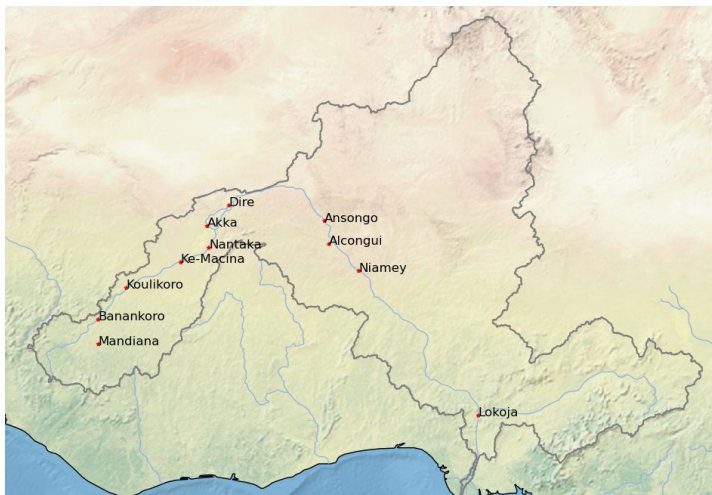 Dire
Ansongo
Akka
Alcongui
Nantaka
Ke-Macina
Niamey
Koulikoro
Banankoro
Mandiana
Lokoja